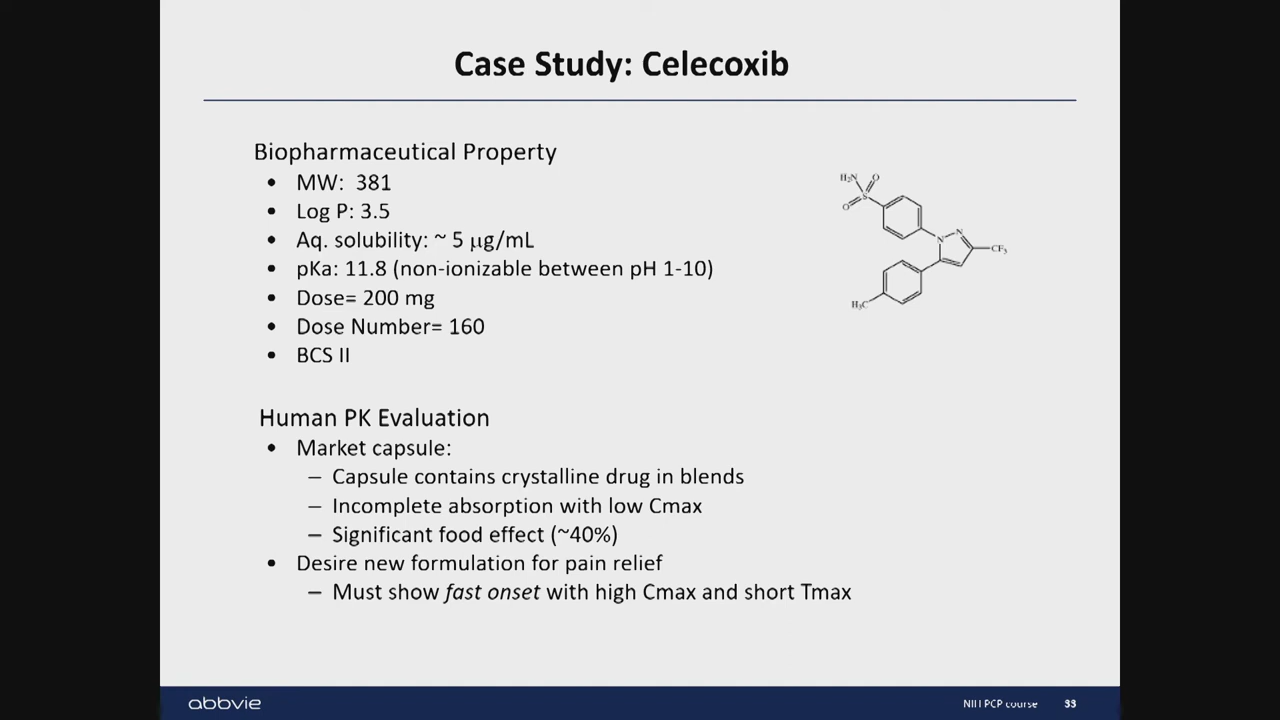 Case Study: Celecoxib
Biopharmaceutical Property
• MW: 381
• Log P: 3.5
• Aq. solubility: ~ 5 µg/mL
• pKa: 11.8 (non-ionizable between pH 1-10)
• Dose= 200 mg
• Dose Number= 160
• BCS II
H₂N
O
S
O
N
N
CF₃
H₃C
Human PK Evaluation
• Market capsule:
– Capsule contains crystalline drug in blends
– Incomplete absorption with low Cmax
– Significant food effect (~40%)
• Desire new formulation for pain relief
– Must show fast onset with high Cmax and short Tmax
abbvie
NIH PCP course 33